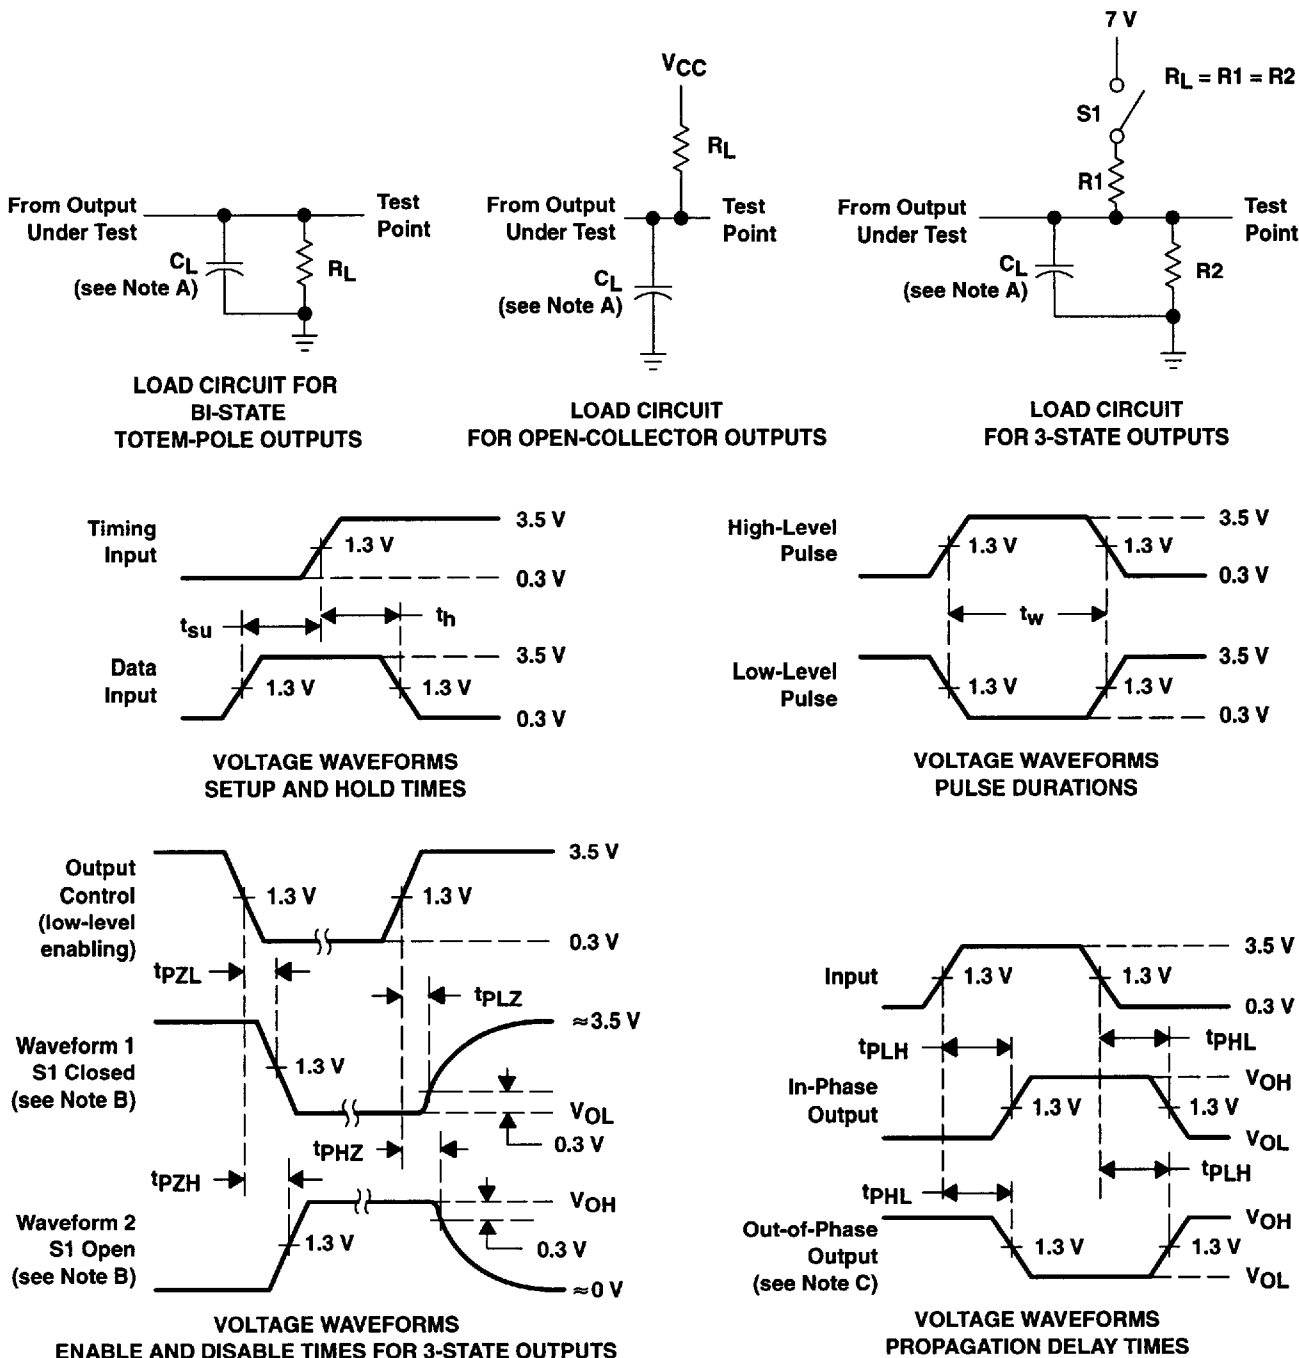 7 V
VCC
RL = R1 = R2
S1
RL
R1
From Output
Under Test
Test
Point
CL
(see Note A)
RL
From Output
Under Test
Test
Point
CL
(see Note A)
From Output
Under Test
Test
Point
CL
(see Note A)
R2
LOAD CIRCUIT FOR
BI-STATE
TOTEM-POLE OUTPUTS
LOAD CIRCUIT
FOR OPEN-COLLECTOR OUTPUTS
LOAD CIRCUIT
FOR 3-STATE OUTPUTS
Timing
Input
3.5 V
1.3 V
0.3 V
tsu
th
Data
Input
3.5 V
1.3 V
1.3 V
0.3 V
VOLTAGE WAVEFORMS
SETUP AND HOLD TIMES
High-Level
Pulse
3.5 V
1.3 V
1.3 V
0.3 V
tw
Low-Level
Pulse
3.5 V
1.3 V
1.3 V
0.3 V
VOLTAGE WAVEFORMS
PULSE DURATIONS
Output
Control
(low-level
enabling)
3.5 V
1.3 V
1.3 V
0.3 V
tPZL
tPLZ
Waveform 1
S1 Closed
(see Note B)
≈3.5 V
1.3 V
VOL
0.3 V
tPHZ
tPZH
Waveform 2
S1 Open
(see Note B)
VOH
1.3 V
0.3 V
≈0 V
VOLTAGE WAVEFORMS
ENABLE AND DISABLE TIMES FOR 3-STATE OUTPUTS
Input
3.5 V
1.3 V
1.3 V
0.3 V
tPLH
tPHL
In-Phase
Output
VOH
1.3 V
1.3 V
VOL
tPHL
tPLH
Out-of-Phase
Output
(see Note C)
VOH
1.3 V
1.3 V
VOL
VOLTAGE WAVEFORMS
PROPAGATION DELAY TIMES